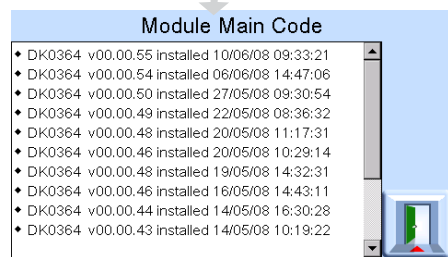 Module Main Code
◆ DK0364 v00.00.55 installed 10/06/08 09:33:21
◆ DK0364 v00.00.54 installed 06/06/08 14:47:06
◆ DK0364 v00.00.50 installed 27/05/08 09:30:54
◆ DK0364 v00.00.49 installed 22/05/08 08:36:32
◆ DK0364 v00.00.48 installed 20/05/08 11:17:31
◆ DK0364 v00.00.46 installed 20/05/08 10:29:14
◆ DK0364 v00.00.48 installed 19/05/08 14:32:31
◆ DK0364 v00.00.46 installed 16/05/08 14:43:11
◆ DK0364 v00.00.44 installed 14/05/08 16:30:28
◆ DK0364 v00.00.43 installed 14/05/08 10:19:22